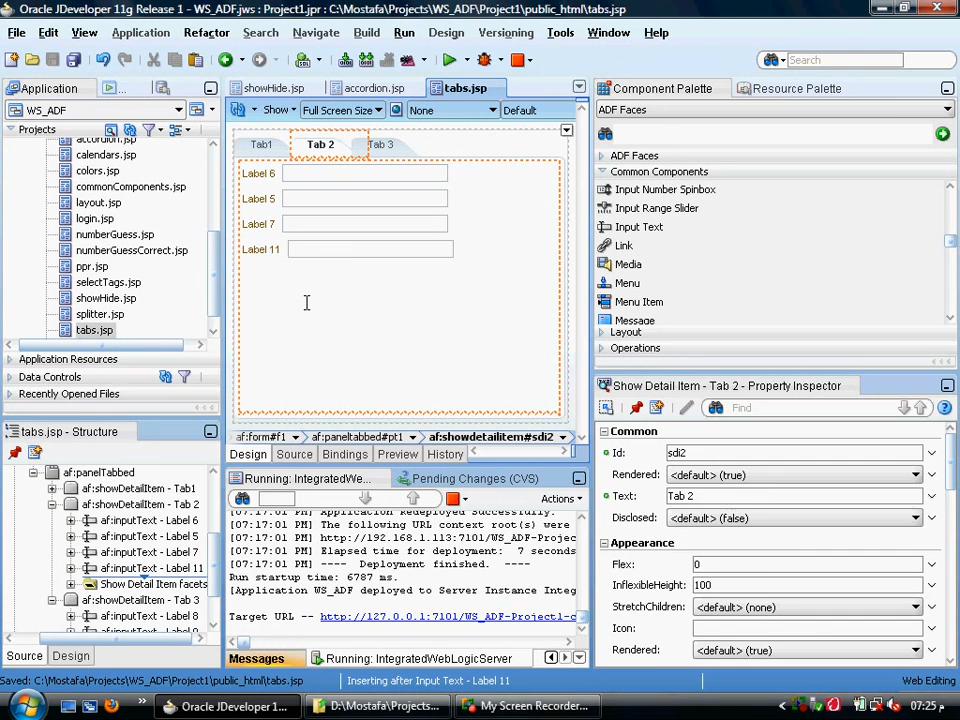 Oracle JDeveloper 11g Release 1 - WS_ADF.jws : Project1.jpr : C:\Mostafa\Projects\WS_ADF\Project1\public_html\tabs.jsp
File Edit View Application Refactor Search Navigate Build Run Design Versioning Tools Window Help
Search
Application
WS_ADF
Projects
accordion.jsp
calendars.jsp
colors.jsp
commonComponents.jsp
layout.jsp
login.jsp
numberGuess.jsp
numberGuessCorrect.jsp
ppr.jsp
selectTags.jsp
showHide.jsp
splitter.jsp
tabs.jsp
Application Resources
Data Controls
Recently Opened Files
tabs.jsp - Structure
af:panelTabbed
af:showDetailItem - Tab1
af:showDetailItem - Tab 2
af:inputText - Label 6
af:inputText - Label 5
af:inputText - Label 7
af:inputText - Label 11
Show Detail Item facets
af:showDetailItem - Tab 3
af:inputText - Label 8
Source Design
showHide.jsp accordion.jsp tabs.jsp
Show Full Screen Size None Default
Tab1 Tab 2 Tab 3
Label 6
Label 5
Label 7
Label 11
af:form#f1 af:paneltabbed#pt1 af:showdetailitem#sdi2
Design Source Bindings Preview History
Running: IntegratedWe... Pending Changes (CVS)
Actions
[07:17:01 PM] Application Redeployed Successfully.
[07:17:01 PM] The following URL context root(s) were
[07:17:01 PM] http://192.168.1.113:7101/WS_ADF-Projec
[07:17:01 PM] Elapsed time for deployment: 7 seconds
[07:17:01 PM] ---- Deployment finished. ----
Run startup time: 6787 ms.
[Application WS_ADF deployed to Server Instance Integ
Target URL -- http://127.0.0.1:7101/WS_ADF-Project1-c
Messages Running: IntegratedWebLogicServer
Component Palette Resource Palette
ADF Faces
ADF Faces
Common Components
Input Number Spinbox
Input Range Slider
Input Text
Link
Media
Menu
Menu Item
Message
Layout
Operations
Show Detail Item - Tab 2 - Property Inspector
Find
Common
Id: sdi2
Rendered: <default> (true)
Text: Tab 2
Disclosed: <default> (false)
Appearance
Flex: 0
InflexibleHeight: 100
StretchChildren: <default> (none)
Icon:
Rendered: <default> (true)
Saved: C:/Mostafa/Projects/WS_ADF/Project1/public_html/tabs.jsp Inserting after Input Text - Label 11 Web Editing
Oracle JDeveloper 1... D:\Mostafa\Projects... My Screen Recorder... 07:25 م